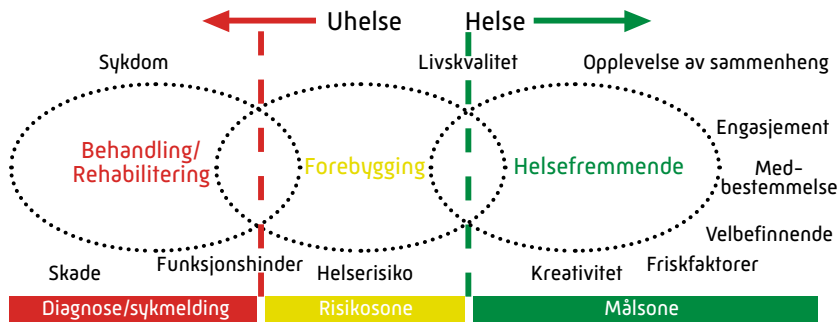 Uhelse
Helse
Sykdom
Livskvalitet
Opplevelse av sammenheng
Behandling/
Rehabilitering
Forebygging
Helsefremmende
Engasjement
Med-
bestemmelse
Velbefinnende
Skade
Funksjonshinder
Helserisiko
Kreativitet
Friskfaktorer
Diagnose/sykmelding
Risikosone
Målsone